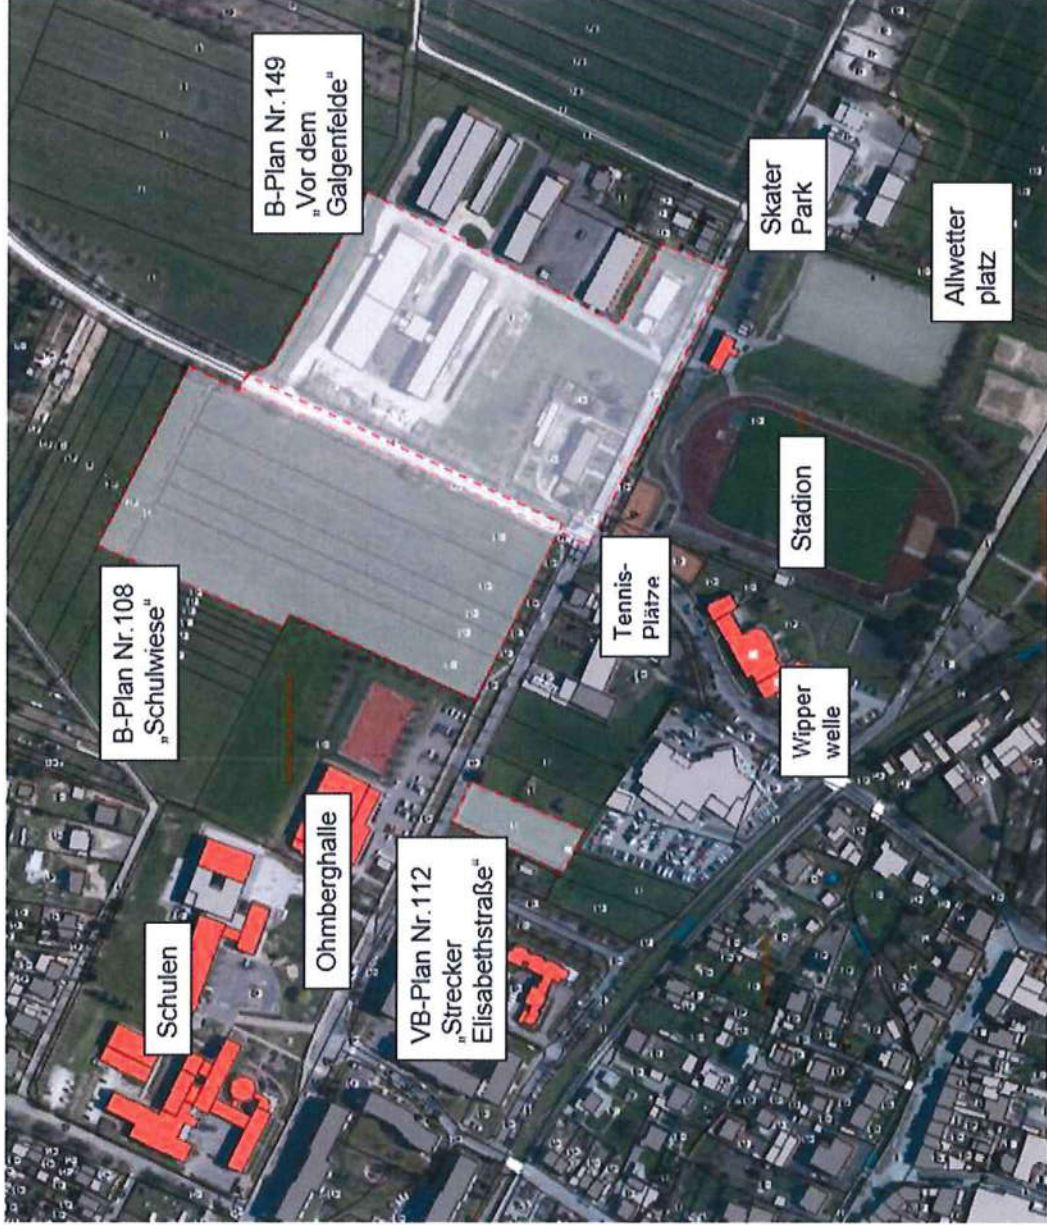 Schulen
Ohmberghalle
VB-Plan Nr.112
„Strecker
Elisabethstraße“
B-Plan Nr.108
„Schulwiese“
Tennis-
Plätze
Wipper
welle
Stadion
B-Plan Nr.149
„Vor dem
Galgenfelde“
Skater
Park
Allwetter
platz